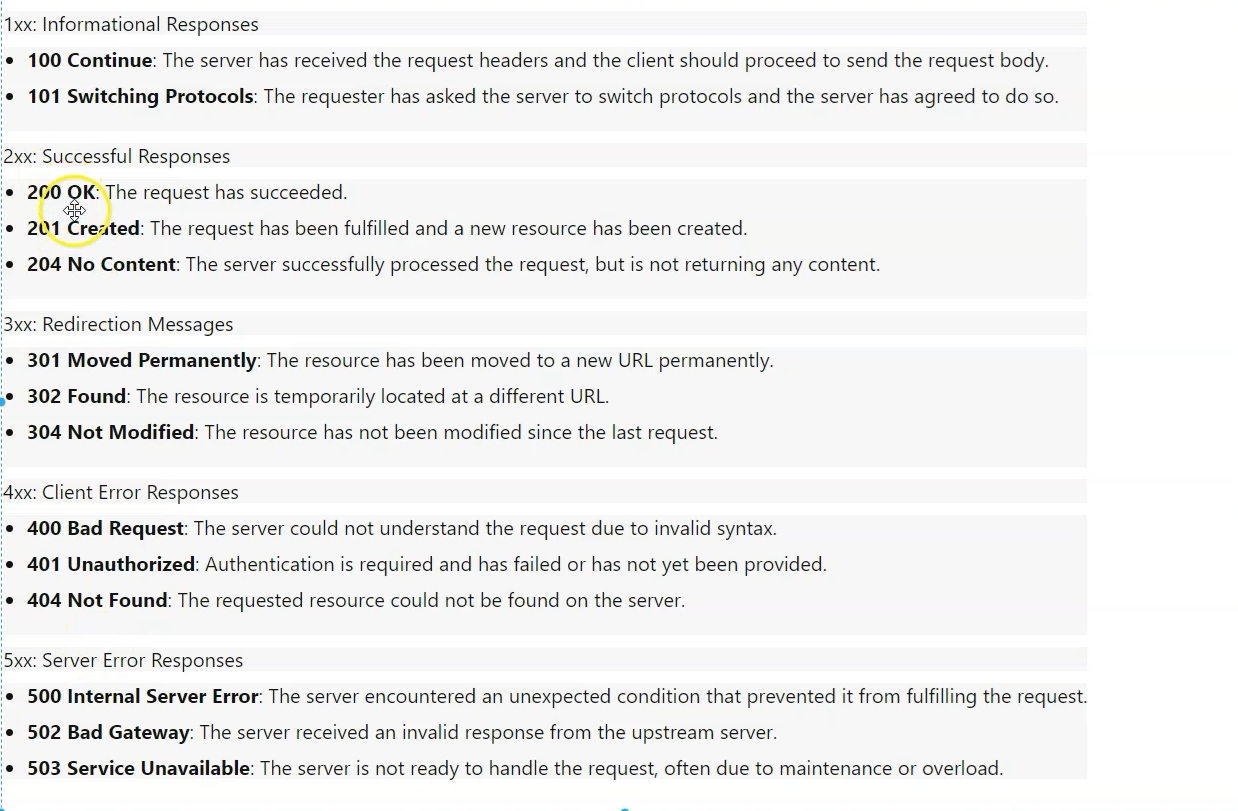 1xx: Informational Responses
• 100 Continue: The server has received the request headers and the client should proceed to send the request body.
• 101 Switching Protocols: The requester has asked the server to switch protocols and the server has agreed to do so.
2xx: Successful Responses
• 200 OK: The request has succeeded.
• 201 Created: The request has been fulfilled and a new resource has been created.
• 204 No Content: The server successfully processed the request, but is not returning any content.
3xx: Redirection Messages
• 301 Moved Permanently: The resource has been moved to a new URL permanently.
• 302 Found: The resource is temporarily located at a different URL.
• 304 Not Modified: The resource has not been modified since the last request.
4xx: Client Error Responses
• 400 Bad Request: The server could not understand the request due to invalid syntax.
• 401 Unauthorized: Authentication is required and has failed or has not yet been provided.
• 404 Not Found: The requested resource could not be found on the server.
5xx: Server Error Responses
• 500 Internal Server Error: The server encountered an unexpected condition that prevented it from fulfilling the request.
• 502 Bad Gateway: The server received an invalid response from the upstream server.
• 503 Service Unavailable: The server is not ready to handle the request, often due to maintenance or overload.